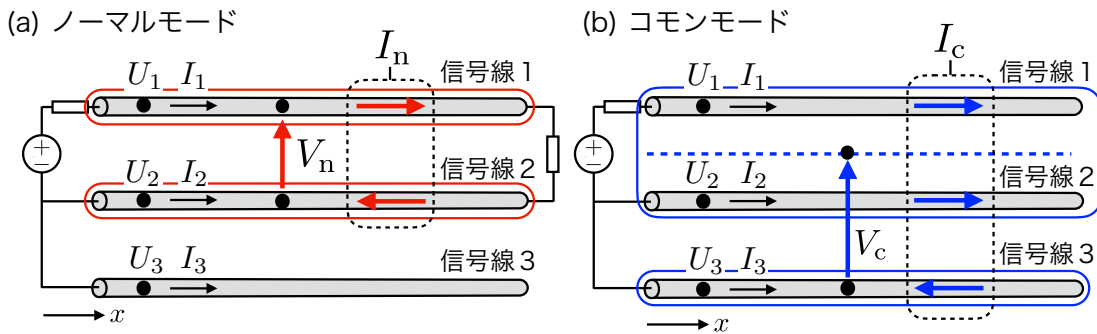 (a) ノーマルモード
I_n
信号線１
U_1 I_1
+
−
V_n
信号線２
U_2 I_2
信号線３
U_3 I_3
x
(b) コモンモード
I_c
信号線１
U_1 I_1
+
−
信号線２
U_2 I_2
V_c
信号線３
U_3 I_3
x